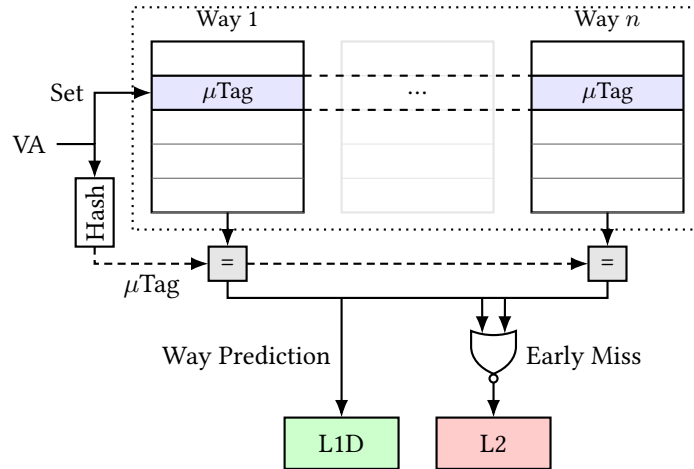 Way 1
Way n
Set
μTag
...
μTag
VA
Hash
=
=
μTag
Way Prediction
Early Miss
L1D
L2